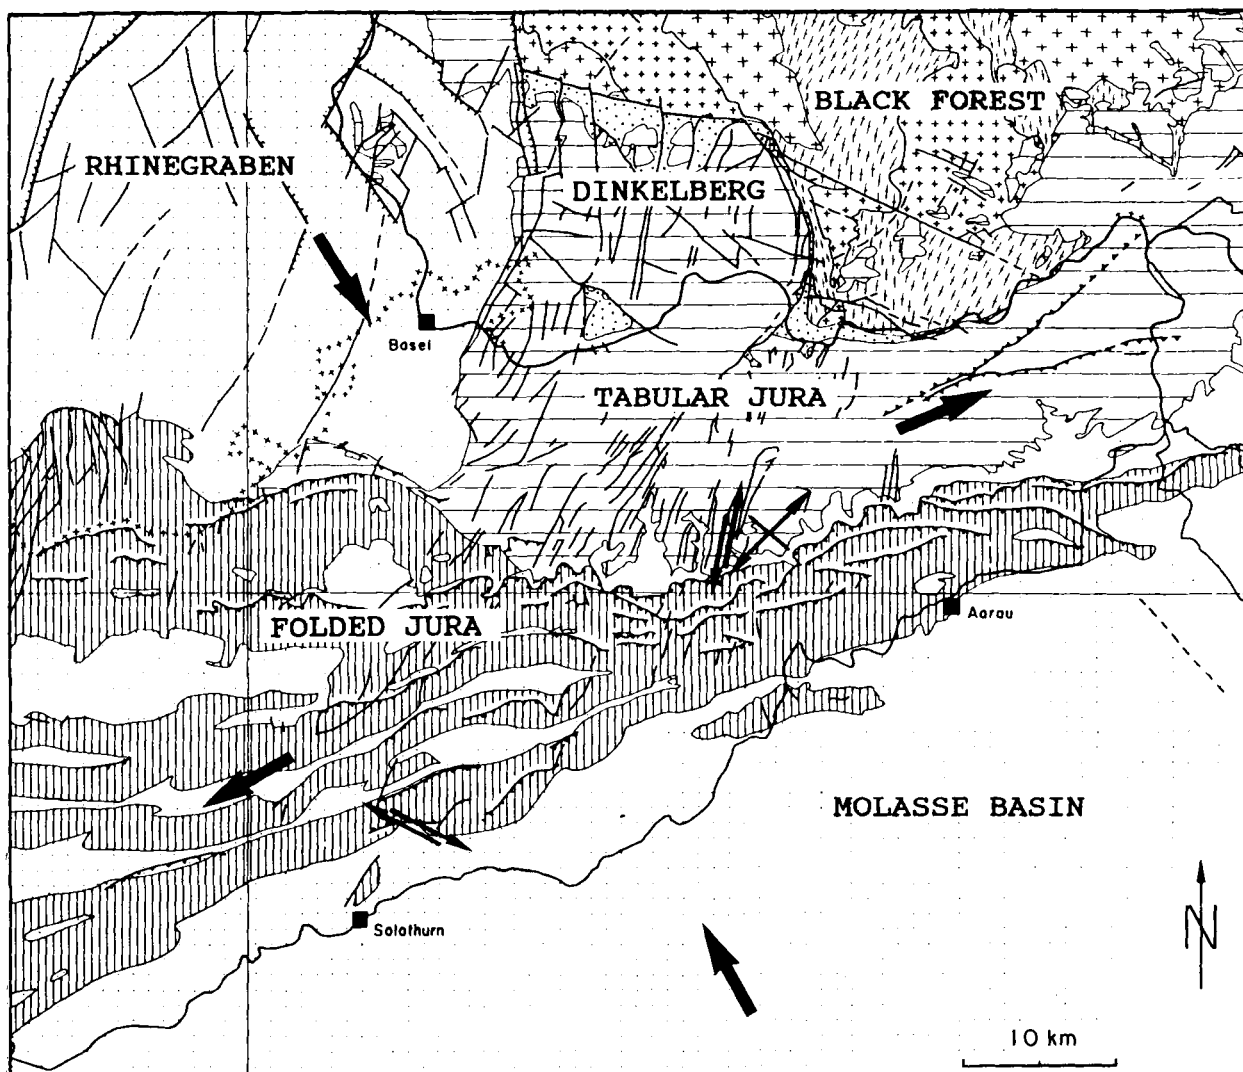 BLACK FOREST
RHINEGRABEN
DINKELBERG
Basel
TABULAR JURA
Aarau
FOLDED JURA
MOLASSE BASIN
N
Solothurn
10 km